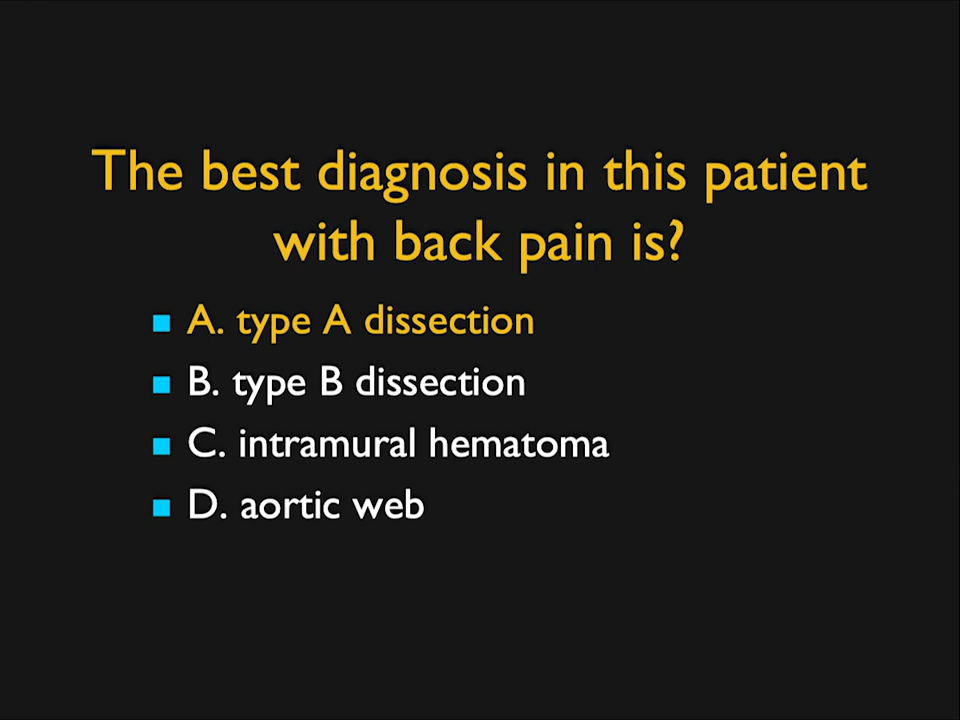 The best diagnosis in this patient
with back pain is?
A. type A dissection
B. type B dissection
C. intramural hematoma
D. aortic web